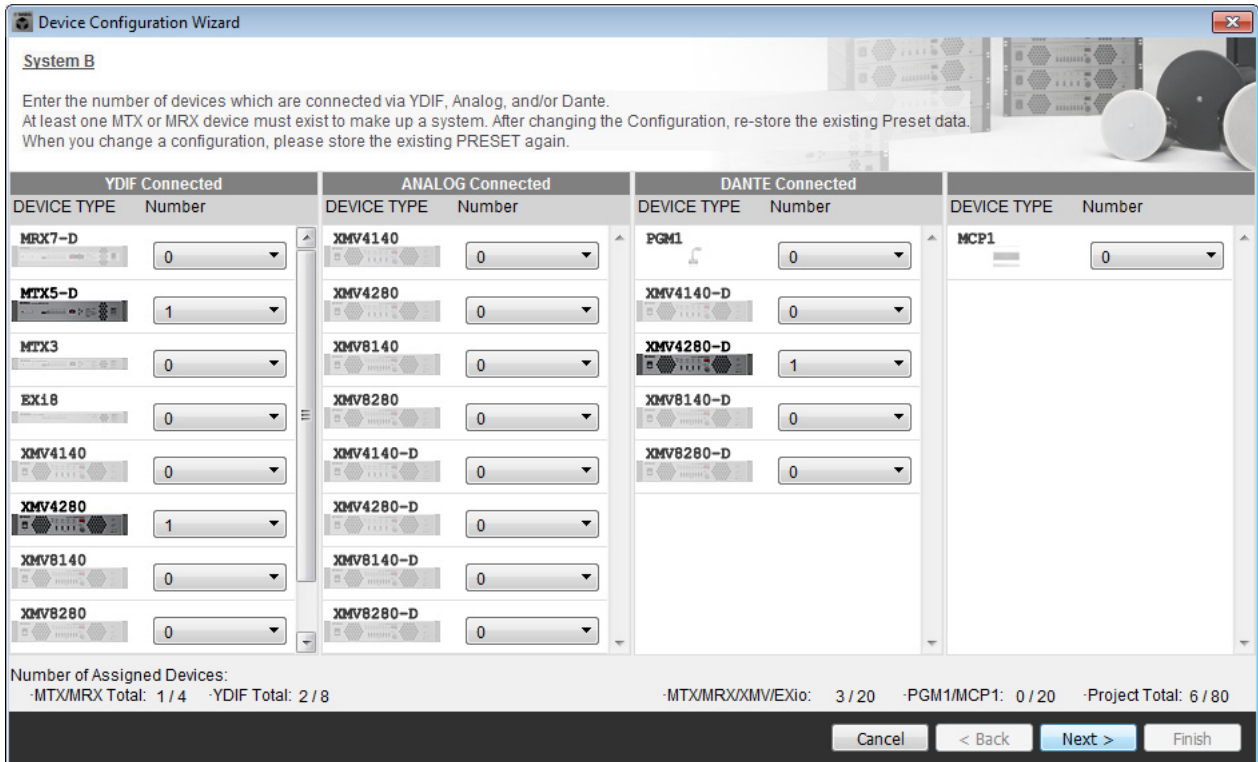 Device Configuration Wizard
System B
Enter the number of devices which are connected via YDIF, Analog, and/or Dante.
At least one MTX or MRX device must exist to make up a system. After changing the Configuration, re-store the existing Preset data.
When you change a configuration, please store the existing PRESET again.
YDIF Connected ANALOG Connected DANTE Connected
DEVICE TYPE Number DEVICE TYPE Number DEVICE TYPE Number DEVICE TYPE Number
MRX7-D 0 XMV4140 0 PGM1 0 MCP1 0
MTX5-D 1 XMV4280 0 XMV4140-D 0
MTX3 0 XMV8140 0 XMV4280-D 1
EXi8 0 XMV8280 0 XMV8140-D 0
XMV4140 0 XMV4140-D 0 XMV8280-D 0
XMV4280 1 XMV4280-D 0
XMV8140 0 XMV8140-D 0
XMV8280 0 XMV8280-D 0
Number of Assigned Devices:
·MTX/MRX Total: 1 / 4 ·YDIF Total: 2 / 8 ·MTX/MRX/XMV/EXio: 3 / 20 ·PGM1/MCP1: 0 / 20 ·Project Total: 6 / 80
Cancel < Back Next > Finish